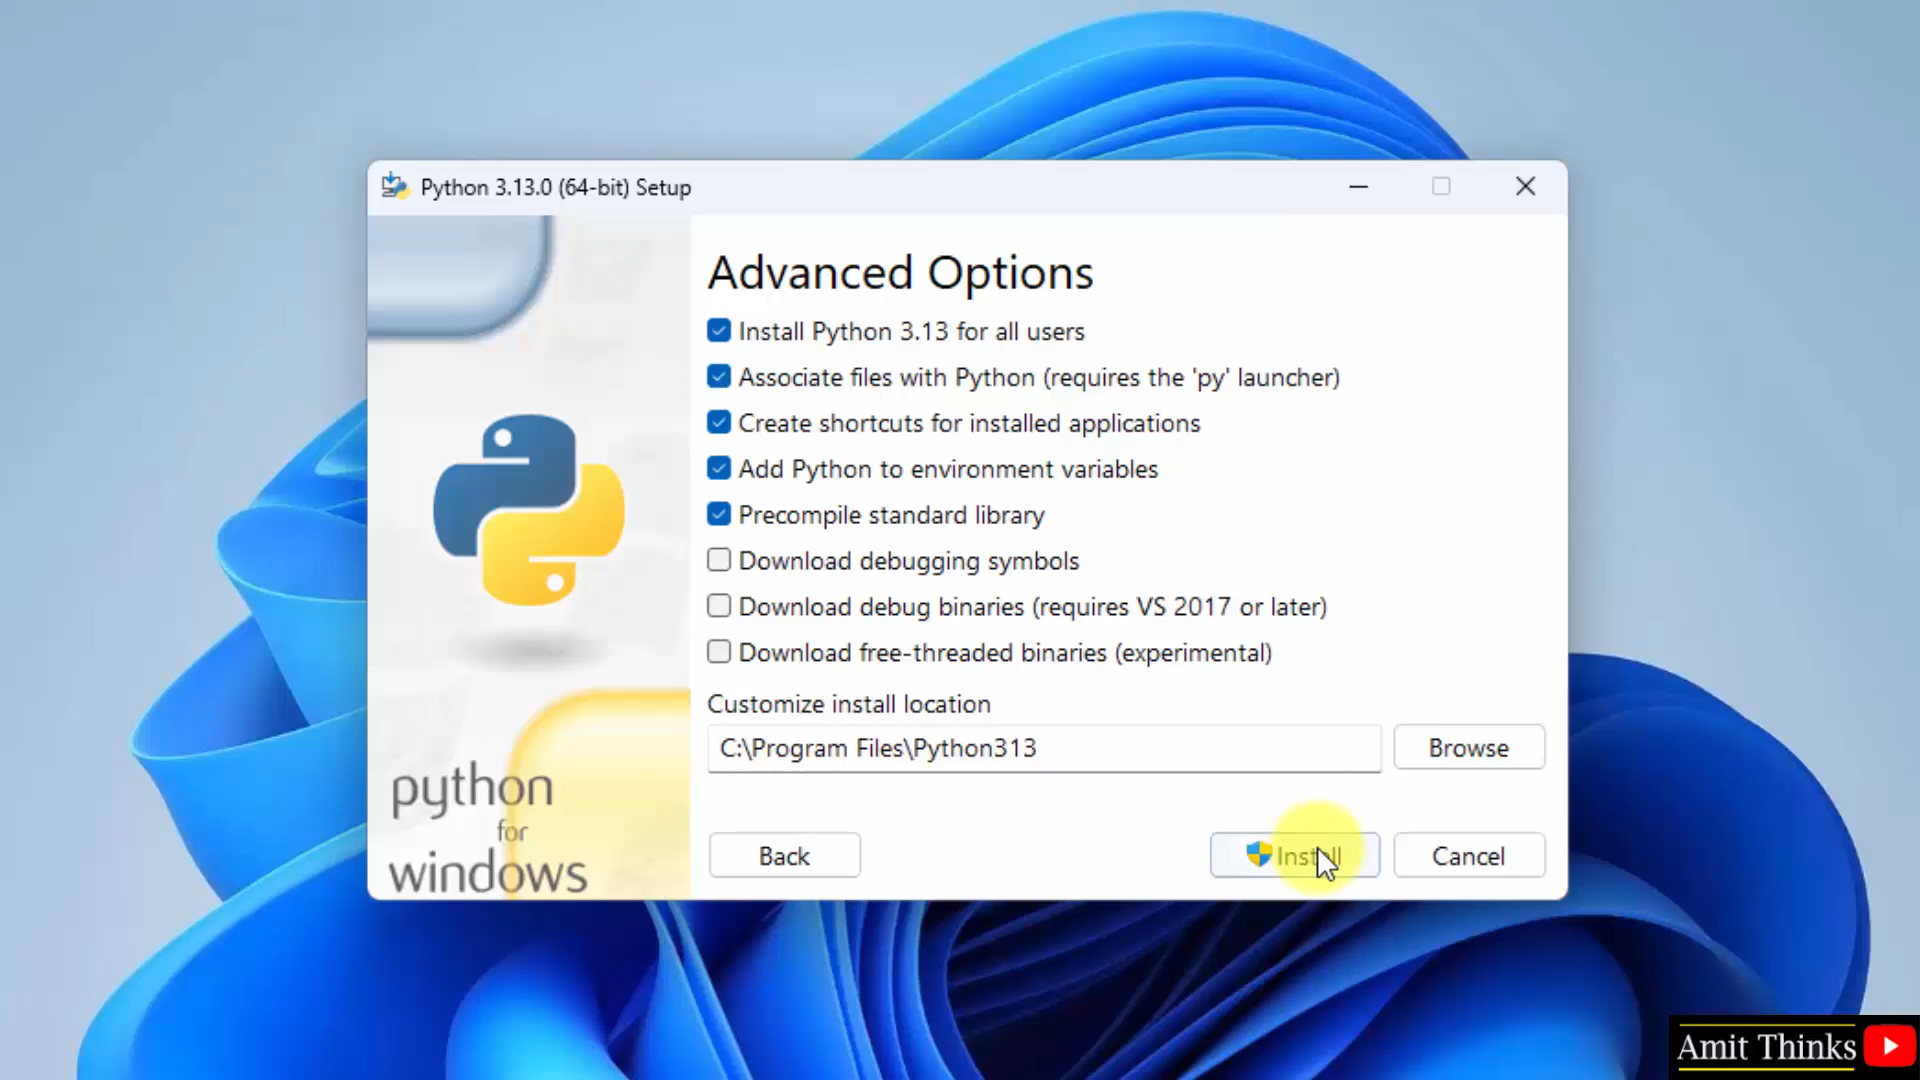 Python 3.13.0 (64-bit) Setup
Advanced Options
Install Python 3.13 for all users
Associate files with Python (requires the 'py' launcher)
Create shortcuts for installed applications
Add Python to environment variables
Precompile standard library
Download debugging symbols
Download debug binaries (requires VS 2017 or later)
Download free-threaded binaries (experimental)
Customize install location
C:\Program Files\Python313
Browse
python
for
windows
Back
Install
Cancel
Amit Thinks